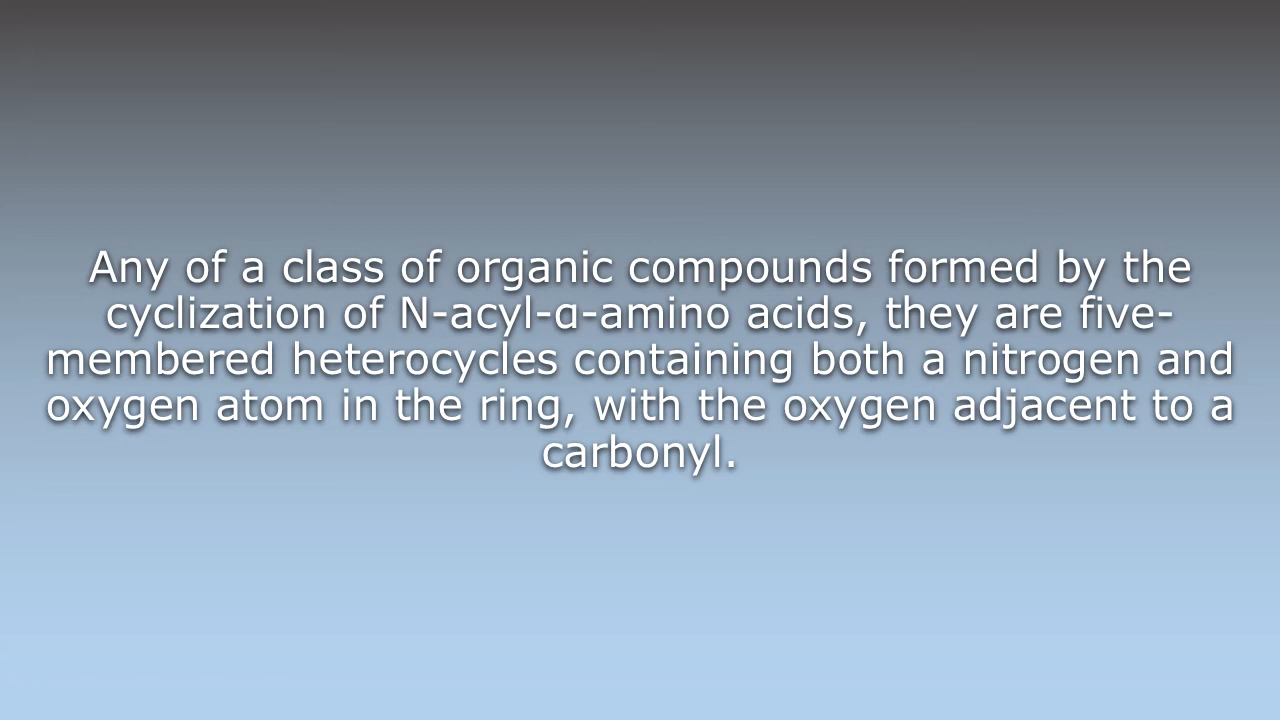 Any of a class of organic compounds formed by the
cyclization of N-acyl-α-amino acids, they are five-
membered heterocycles containing both a nitrogen and
oxygen atom in the ring, with the oxygen adjacent to a
carbonyl.